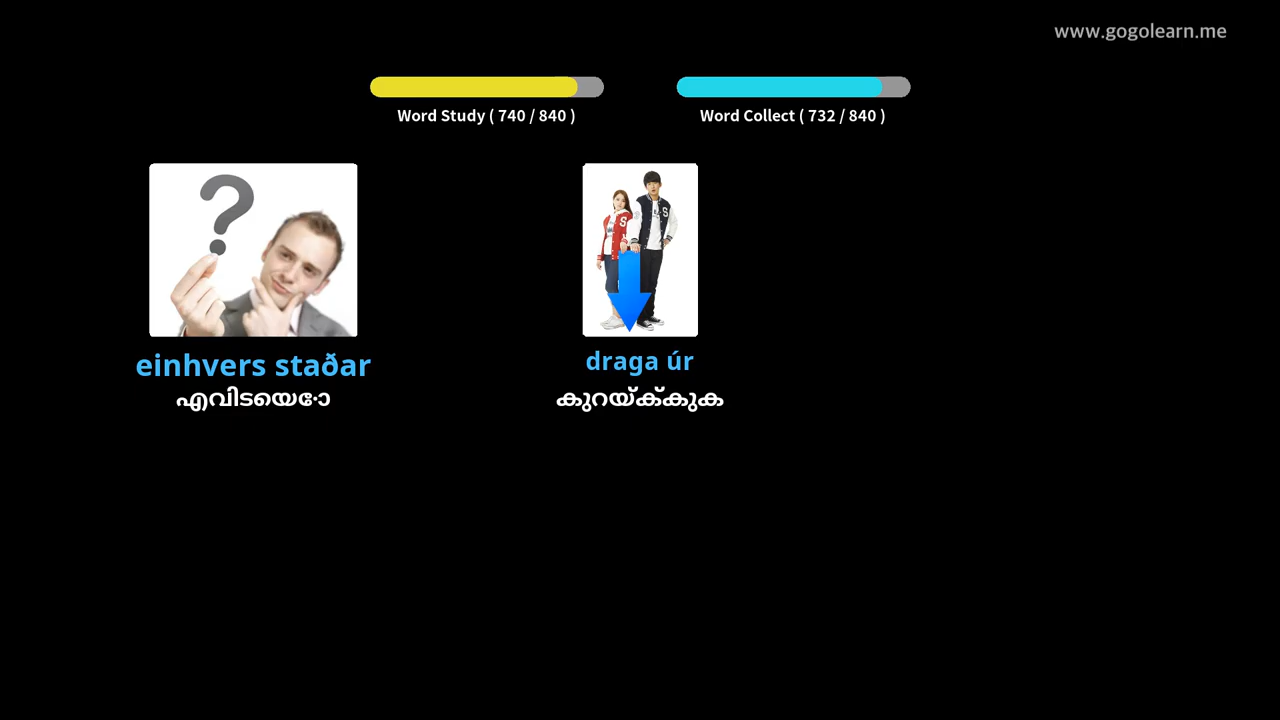 www.gogolearn.me
Word Study ( 740 / 840 )
Word Collect ( 732 / 840 )
einhvers staðar
എവിടയെോ
draga úr
കുറയ്ക്കുക